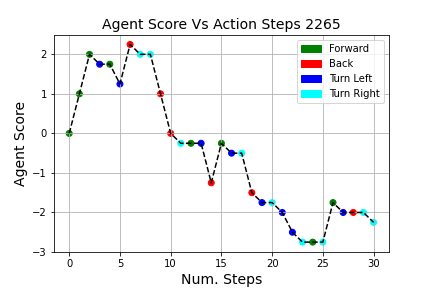 Agent Score Vs Action Steps 2265
Forward
Back
Turn Left
Turn Right
Agent Score
2
1
0
−1
−2
−3
0 5 10 15 20 25 30
Num. Steps